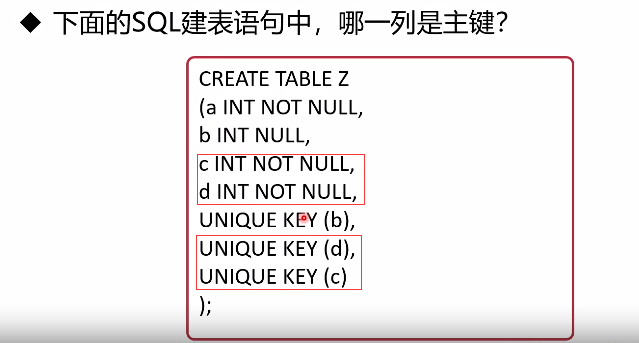 ◆ 下面的SQL建表语句中，哪一列是主键？
CREATE TABLE Z
(a INT NOT NULL,
b INT NULL,
c INT NOT NULL,
d INT NOT NULL,
UNIQUE KEY (b),
UNIQUE KEY (d),
UNIQUE KEY (c)
);